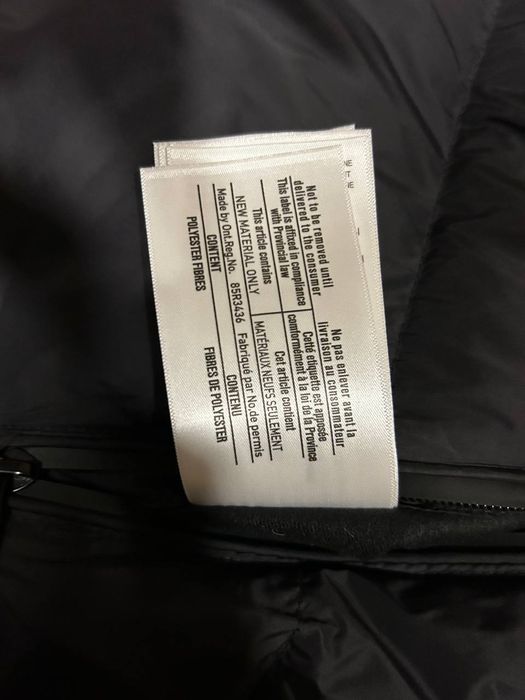 Not to be removed until
delivered to the consumer
This label is affixed in compliance
with Provincial law
This article contains
NEW MATERIAL ONLY
Made by Ont.Reg.No. 85R3436
CONTENT
POLYESTER FIBRES
Ne pas enlever avant la
livraison au consommateur
Cetté etiquette est apposée
conformément à la loi de la Province
Cet article contient
MATÉRIAUX NEUFS SEULEMENT
Fabriqué par No.de permis
CONTENU
FIBRES DE POLYESTER